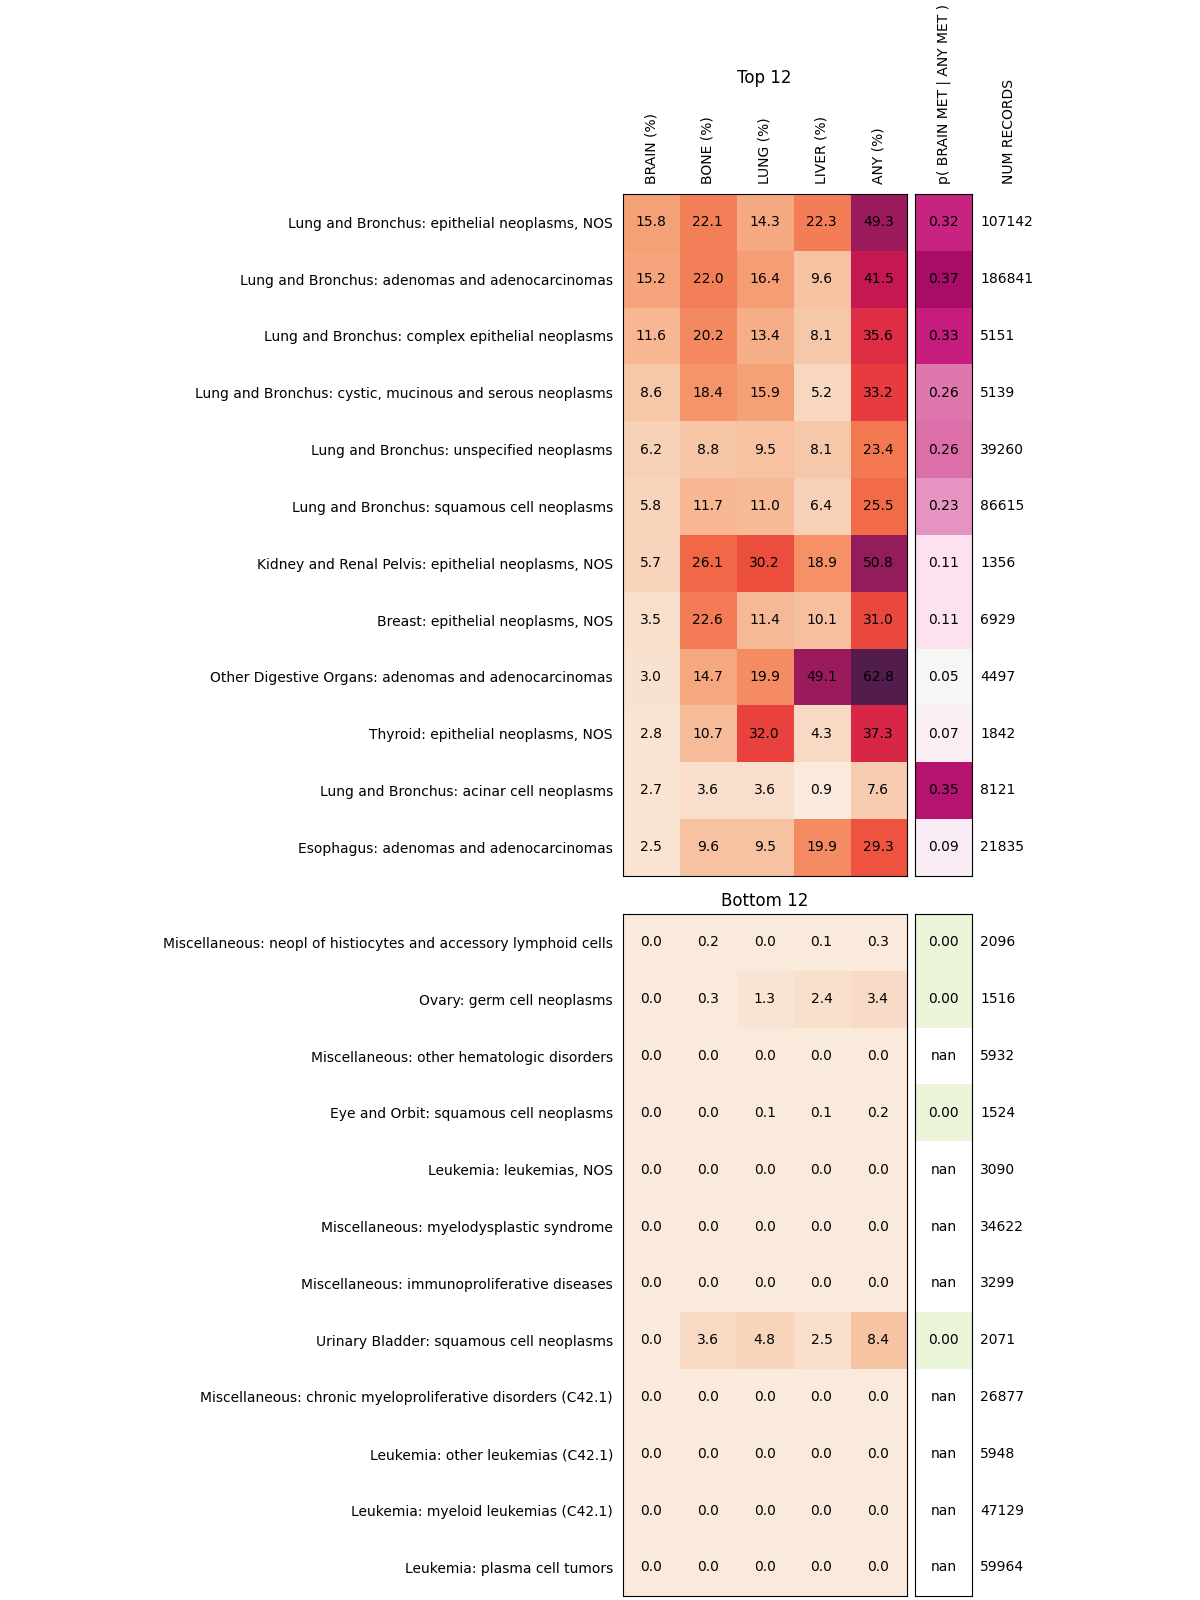 Top 12
BRAIN (%) BONE (%) LUNG (%) LIVER (%) ANY (%) p( BRAIN MET | ANY MET ) NUM RECORDS
Lung and Bronchus: epithelial neoplasms, NOS 15.8 22.1 14.3 22.3 49.3 0.32 107142
Lung and Bronchus: adenomas and adenocarcinomas 15.2 22.0 16.4 9.6 41.5 0.37 186841
Lung and Bronchus: complex epithelial neoplasms 11.6 20.2 13.4 8.1 35.6 0.33 5151
Lung and Bronchus: cystic, mucinous and serous neoplasms 8.6 18.4 15.9 5.2 33.2 0.26 5139
Lung and Bronchus: unspecified neoplasms 6.2 8.8 9.5 8.1 23.4 0.26 39260
Lung and Bronchus: squamous cell neoplasms 5.8 11.7 11.0 6.4 25.5 0.23 86615
Kidney and Renal Pelvis: epithelial neoplasms, NOS 5.7 26.1 30.2 18.9 50.8 0.11 1356
Breast: epithelial neoplasms, NOS 3.5 22.6 11.4 10.1 31.0 0.11 6929
Other Digestive Organs: adenomas and adenocarcinomas 3.0 14.7 19.9 49.1 62.8 0.05 4497
Thyroid: epithelial neoplasms, NOS 2.8 10.7 32.0 4.3 37.3 0.07 1842
Lung and Bronchus: acinar cell neoplasms 2.7 3.6 3.6 0.9 7.6 0.35 8121
Esophagus: adenomas and adenocarcinomas 2.5 9.6 9.5 19.9 29.3 0.09 21835
Bottom 12
Miscellaneous: neopl of histiocytes and accessory lymphoid cells 0.0 0.2 0.0 0.1 0.3 0.00 2096
Ovary: germ cell neoplasms 0.0 0.3 1.3 2.4 3.4 0.00 1516
Miscellaneous: other hematologic disorders 0.0 0.0 0.0 0.0 0.0 nan 5932
Eye and Orbit: squamous cell neoplasms 0.0 0.0 0.1 0.1 0.2 0.00 1524
Leukemia: leukemias, NOS 0.0 0.0 0.0 0.0 0.0 nan 3090
Miscellaneous: myelodysplastic syndrome 0.0 0.0 0.0 0.0 0.0 nan 34622
Miscellaneous: immunoproliferative diseases 0.0 0.0 0.0 0.0 0.0 nan 3299
Urinary Bladder: squamous cell neoplasms 0.0 3.6 4.8 2.5 8.4 0.00 2071
Miscellaneous: chronic myeloproliferative disorders (C42.1) 0.0 0.0 0.0 0.0 0.0 nan 26877
Leukemia: other leukemias (C42.1) 0.0 0.0 0.0 0.0 0.0 nan 5948
Leukemia: myeloid leukemias (C42.1) 0.0 0.0 0.0 0.0 0.0 nan 47129
Leukemia: plasma cell tumors 0.0 0.0 0.0 0.0 0.0 nan 59964